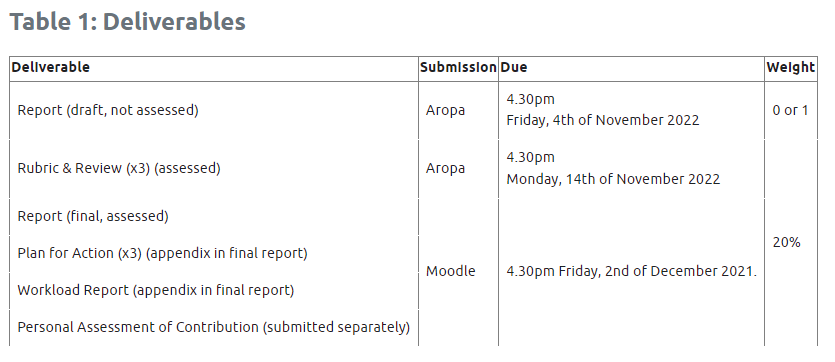 Table 1: Deliverables
Deliverable Submission Due Weight
Report (draft, not assessed) Aropa 4.30pm
Friday, 4th of November 2022 0 or 1
Rubric & Review (x3) (assessed) Aropa 4.30pm
Monday, 14th of November 2022
Report (final, assessed)
Plan for Action (x3) (appendix in final report)
Workload Report (appendix in final report)
Personal Assessment of Contribution (submitted separately)
Moodle
4.30pm Friday, 2nd of December 2021.
20%